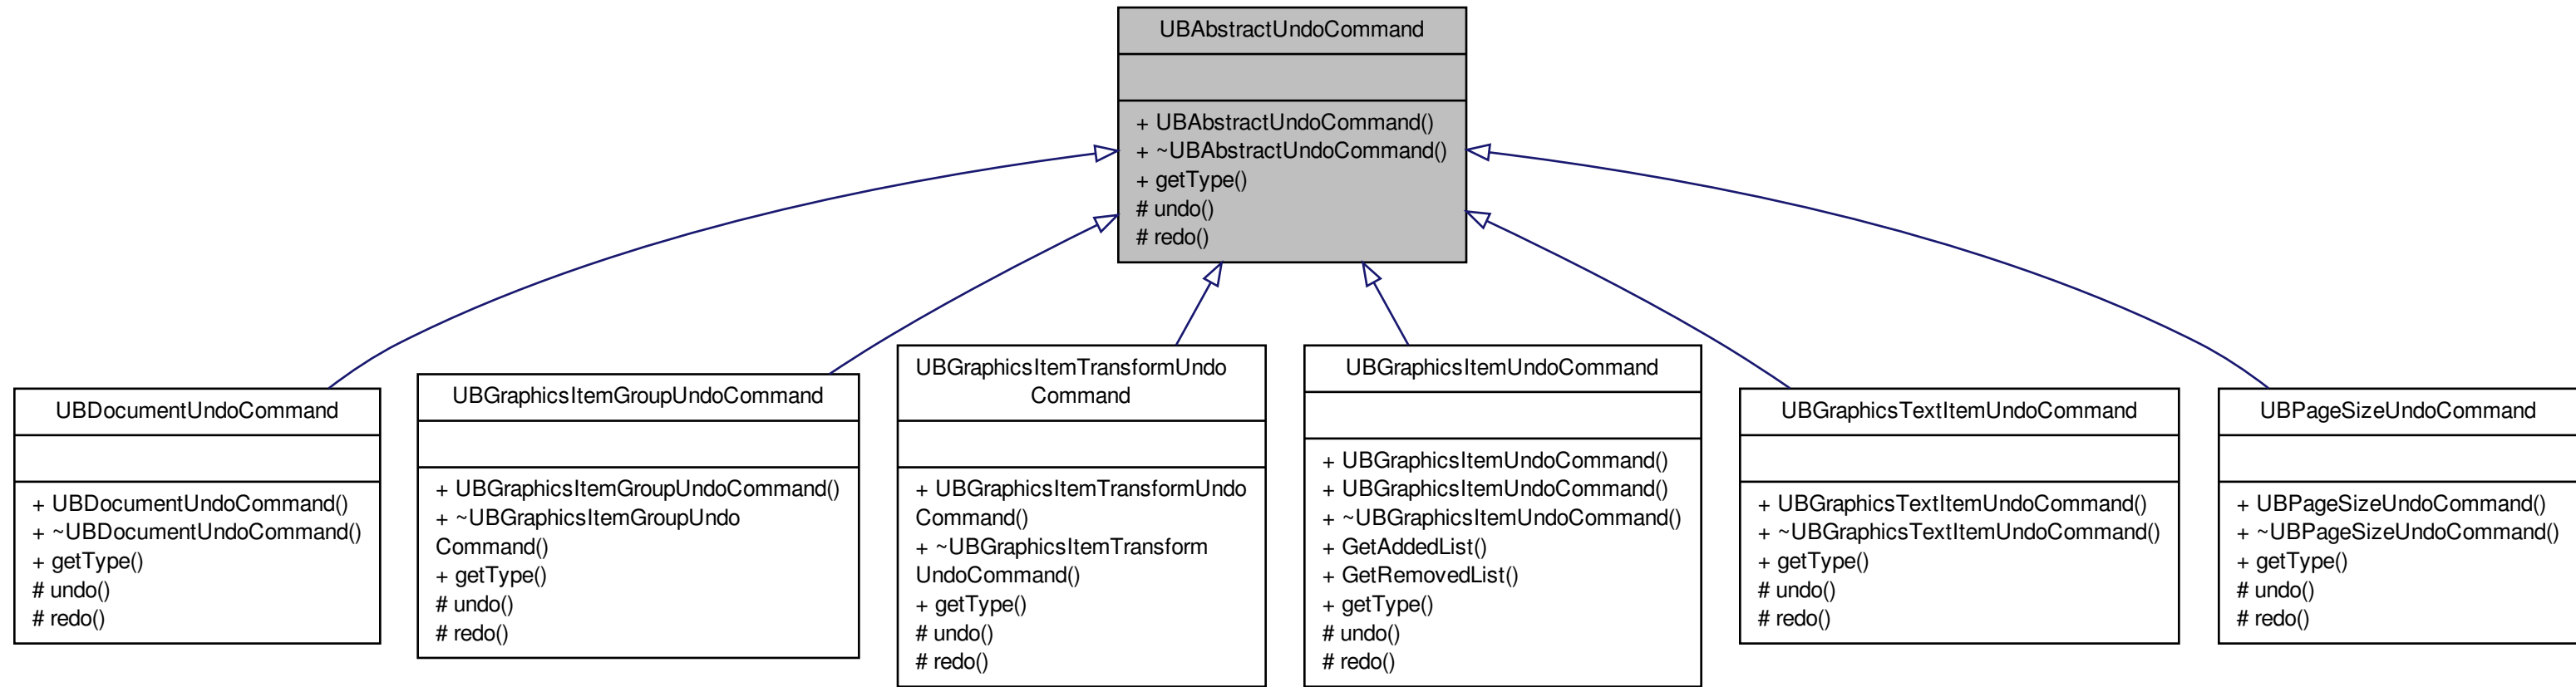 UBAbstractUndoCommand
+ UBAbstractUndoCommand()
+ ~UBAbstractUndoCommand()
+ getType()
# undo()
# redo()
UBDocumentUndoCommand
+ UBDocumentUndoCommand()
+ ~UBDocumentUndoCommand()
+ getType()
# undo()
# redo()
UBGraphicsItemGroupUndoCommand
+ UBGraphicsItemGroupUndoCommand()
+ ~UBGraphicsItemGroupUndo
Command()
+ getType()
# undo()
# redo()
UBGraphicsItemTransformUndo
Command
+ UBGraphicsItemTransformUndo
Command()
+ ~UBGraphicsItemTransform
UndoCommand()
+ getType()
# undo()
# redo()
UBGraphicsItemUndoCommand
+ UBGraphicsItemUndoCommand()
+ UBGraphicsItemUndoCommand()
+ ~UBGraphicsItemUndoCommand()
+ GetAddedList()
+ GetRemovedList()
+ getType()
# undo()
# redo()
UBGraphicsTextItemUndoCommand
+ UBGraphicsTextItemUndoCommand()
+ ~UBGraphicsTextItemUndoCommand()
+ getType()
# undo()
# redo()
UBPageSizeUndoCommand
+ UBPageSizeUndoCommand()
+ ~UBPageSizeUndoCommand()
+ getType()
# undo()
# redo()